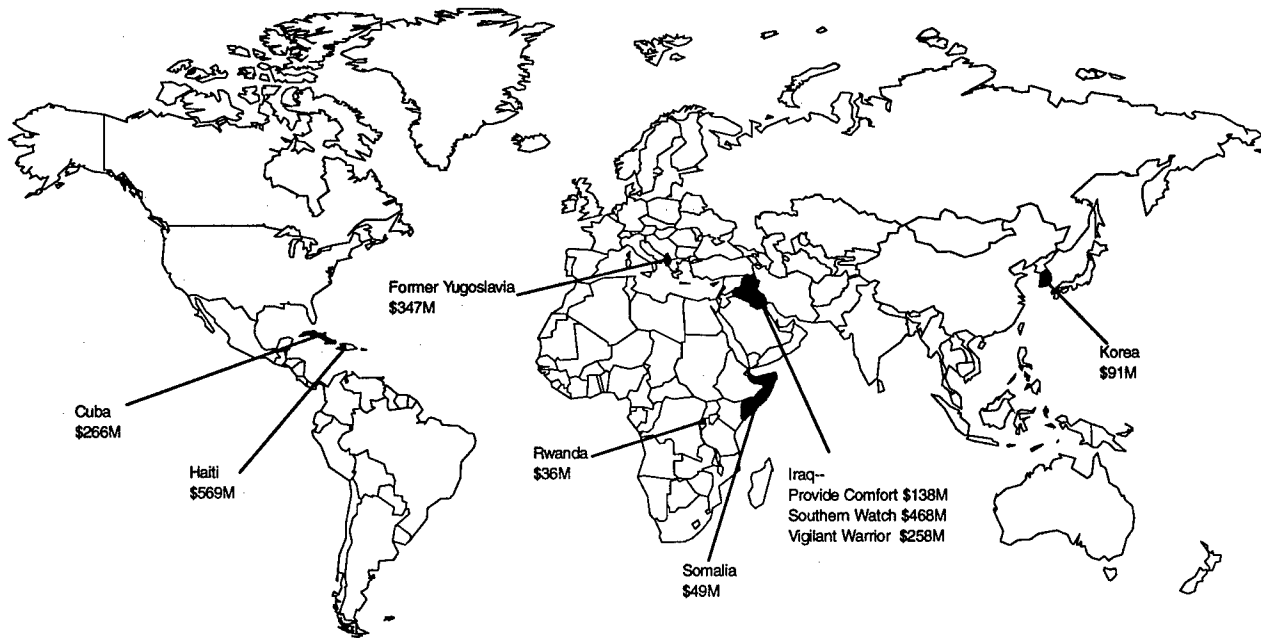 Former Yugoslavia
$347M
Korea
$91M
Cuba
$266M
Haiti
$569M
Rwanda
$36M
Iraq--
Provide Comfort $138M
Southern Watch $468M
Vigilant Warrior $258M
Somalia
$49M